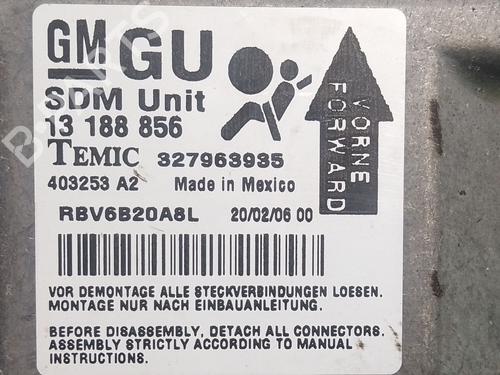 GM GU
SDM Unit
13 188 856
TEMIC 327963935
403253 A2 Made in Mexico
RBV6B20A8L 20/02/06 00
VORNE
FORWARD
VOR DEMONTAGE ALLE STECKVERBINDUNGEN LOESEN.
MONTAGE NUR NACH EINBAUANLEITUNG.
BEFORE DISASSEMBLY, DETACH ALL CONNECTORS.
ASSEMBLY STRICTLY ACCORDING TO MANUAL
INSTRUCTIONS.